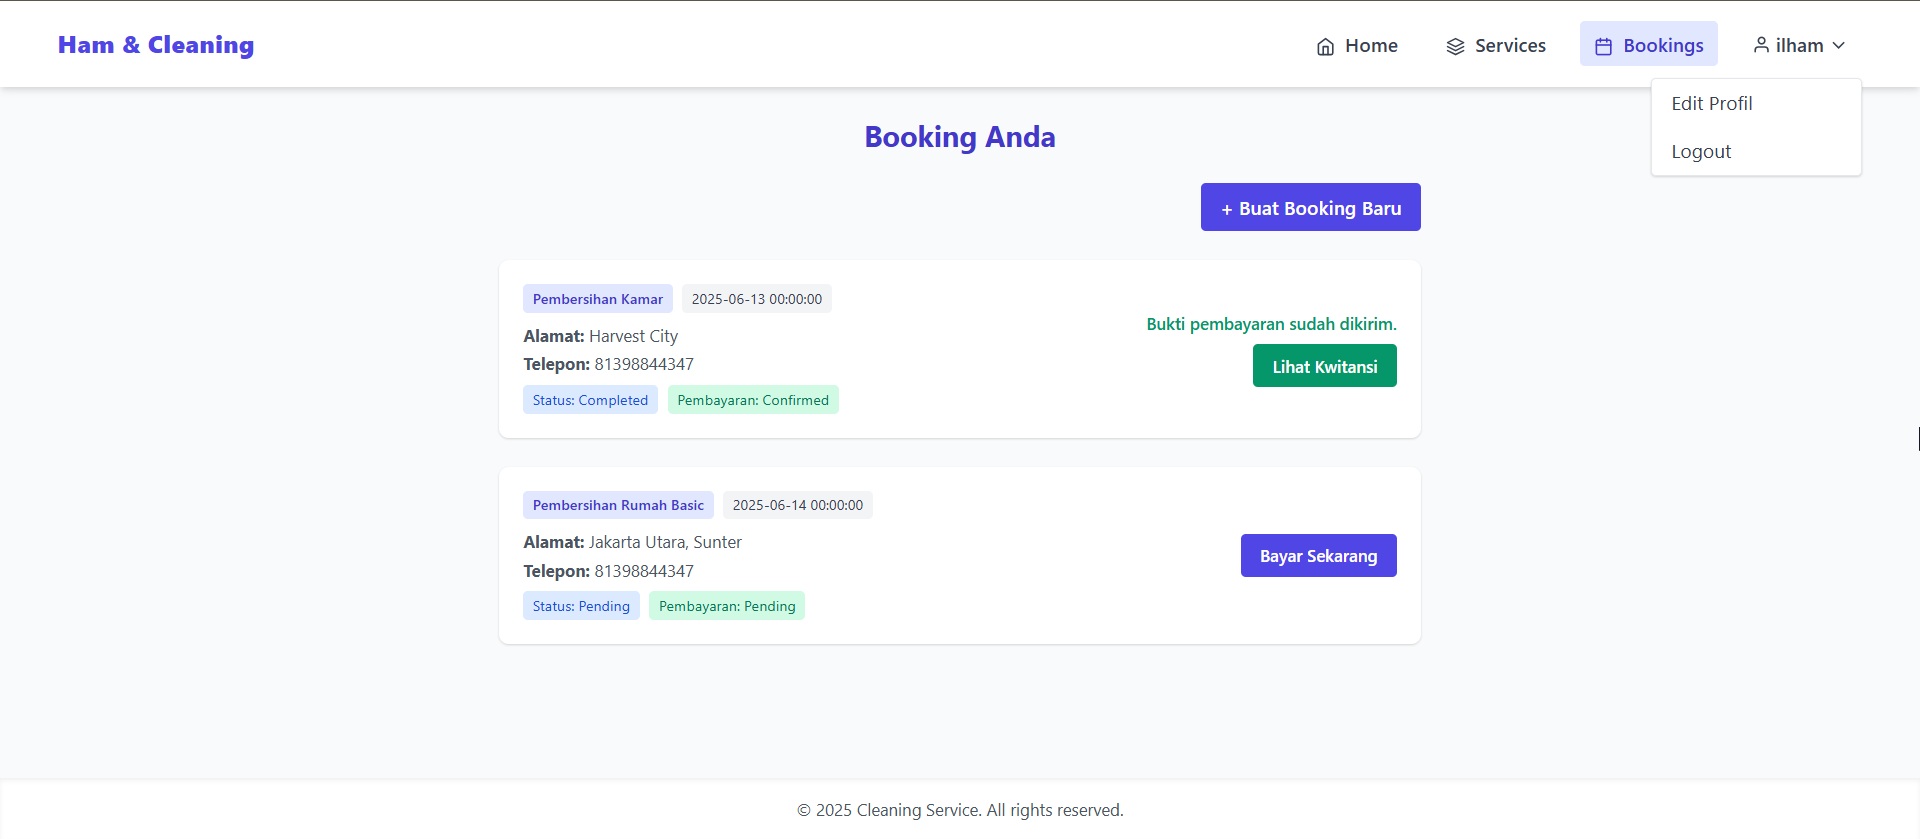 Ham & Cleaning
Home
Services
Bookings
ilham
Edit Profil
Logout
Booking Anda
+ Buat Booking Baru
Pembersihan Kamar 2025-06-13 00:00:00
Alamat: Harvest City
Telepon: 81398844347
Status: Completed Pembayaran: Confirmed
Bukti pembayaran sudah dikirim.
Lihat Kwitansi
Pembersihan Rumah Basic 2025-06-14 00:00:00
Alamat: Jakarta Utara, Sunter
Telepon: 81398844347
Status: Pending Pembayaran: Pending
Bayar Sekarang
© 2025 Cleaning Service. All rights reserved.